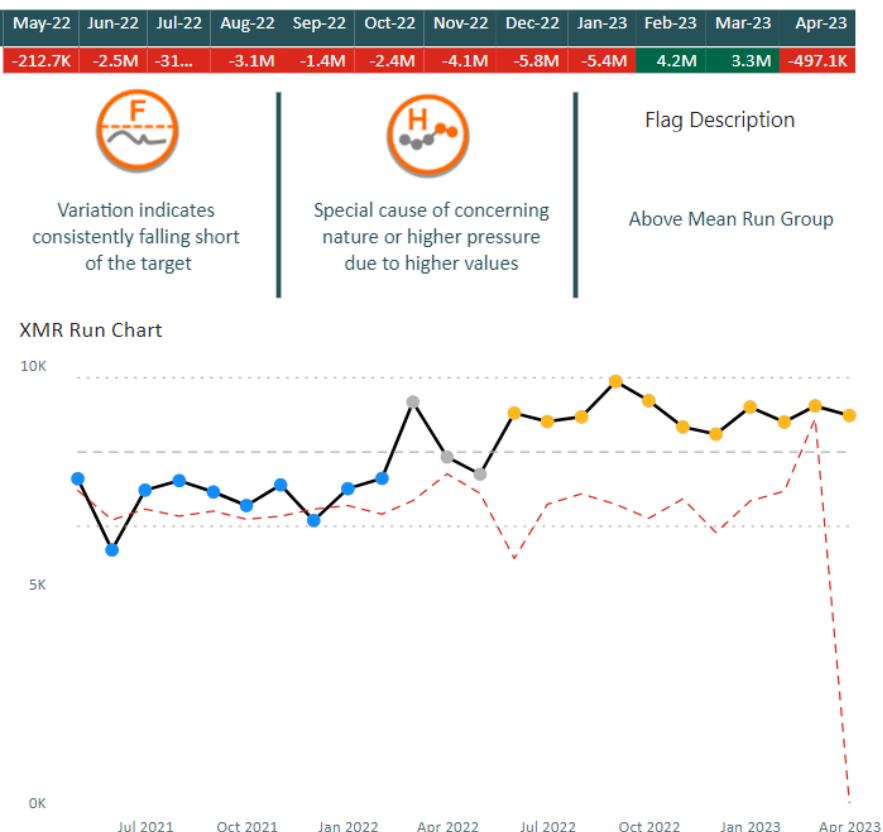 May-22 Jun-22 Jul-22 Aug-22 Sep-22 Oct-22 Nov-22 Dec-22 Jan-23 Feb-23 Mar-23 Apr-23
-212.7K -2.5M -31... -3.1M -1.4M -2.4M -4.1M -5.8M -5.4M 4.2M 3.3M -497.1K
F
H
Flag Description
Variation indicates
consistently falling short
of the target
Special cause of concerning
nature or higher pressure
due to higher values
Above Mean Run Group
XMR Run Chart
10K
5K
0K
Jul 2021 Oct 2021 Jan 2022 Apr 2022 Jul 2022 Oct 2022 Jan 2023 Apr 2023